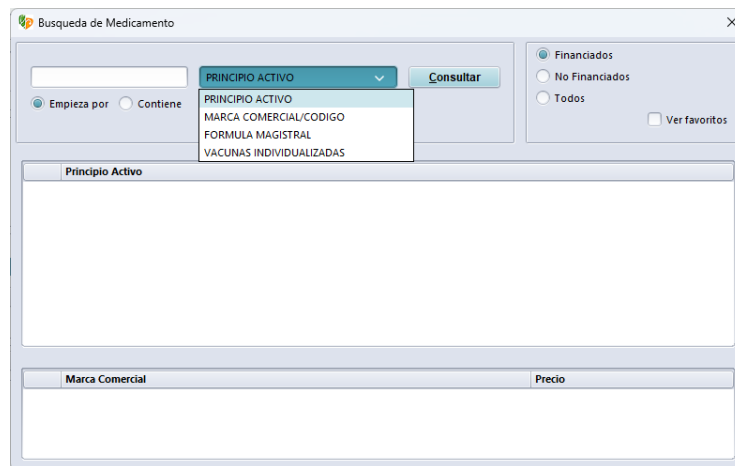 Busqueda de Medicamento
PRINCIPIO ACTIVO
Consultar
Empieza por
Contiene
PRINCIPIO ACTIVO
MARCA COMERCIAL/CODIGO
FORMULA MAGISTRAL
VACUNAS INDIVIDUALIZADAS
Financiados
No Financiados
Todos
Ver favoritos
Principio Activo
Marca Comercial
Precio